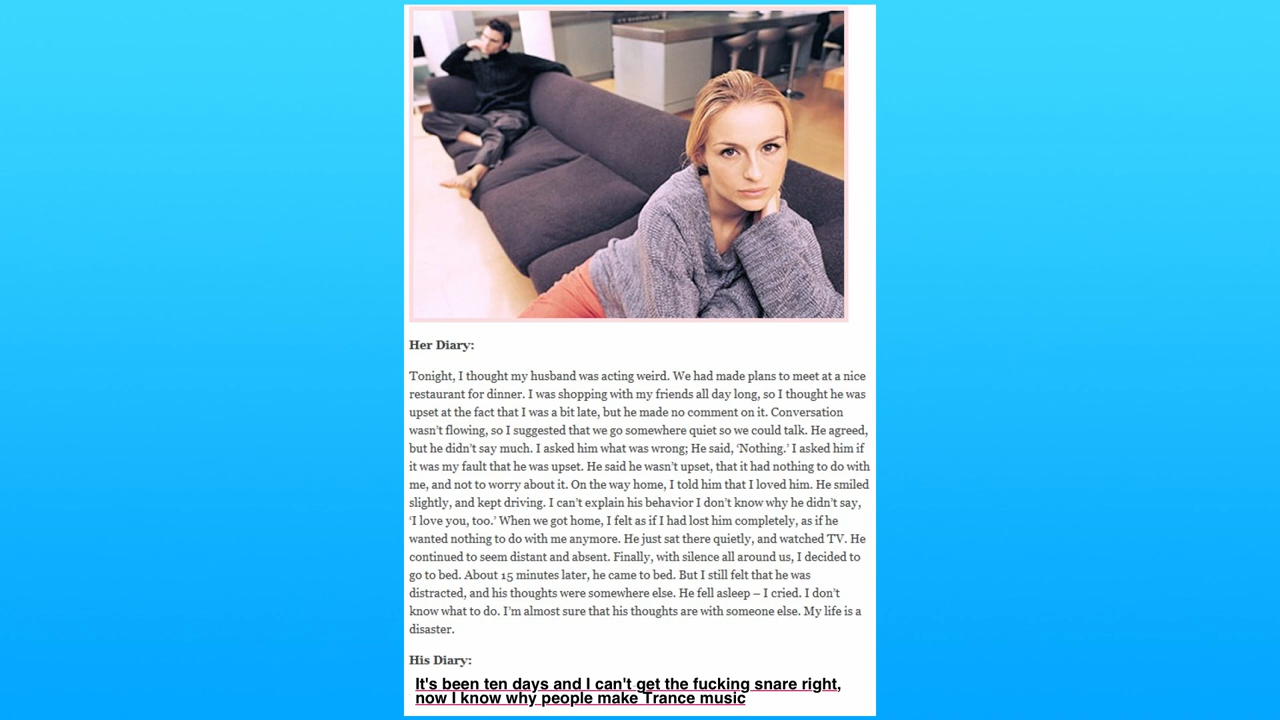 Her Diary:
Tonight, I thought my husband was acting weird. We had made plans to meet at a nice
restaurant for dinner. I was shopping with my friends all day long, so I thought he was
upset at the fact that I was a bit late, but he made no comment on it. Conversation
wasn’t flowing, so I suggested that we go somewhere quiet so we could talk. He agreed,
but he didn’t say much. I asked him what was wrong; He said, ‘Nothing.’ I asked him if
it was my fault that he was upset. He said he wasn’t upset, that it had nothing to do with
me, and not to worry about it. On the way home, I told him that I loved him. He smiled
slightly, and kept driving. I can’t explain his behavior I don’t know why he didn’t say,
‘I love you, too.’ When we got home, I felt as if I had lost him completely, as if he
wanted nothing to do with me anymore. He just sat there quietly, and watched TV. He
continued to seem distant and absent. Finally, with silence all around us, I decided to
go to bed. About 15 minutes later, he came to bed. But I still felt that he was
distracted, and his thoughts were somewhere else. He fell asleep – I cried. I don’t
know what to do. I’m almost sure that his thoughts are with someone else. My life is a
disaster.
His Diary:
It's been ten days and I can't get the fucking snare right,
now I know why people make Trance music